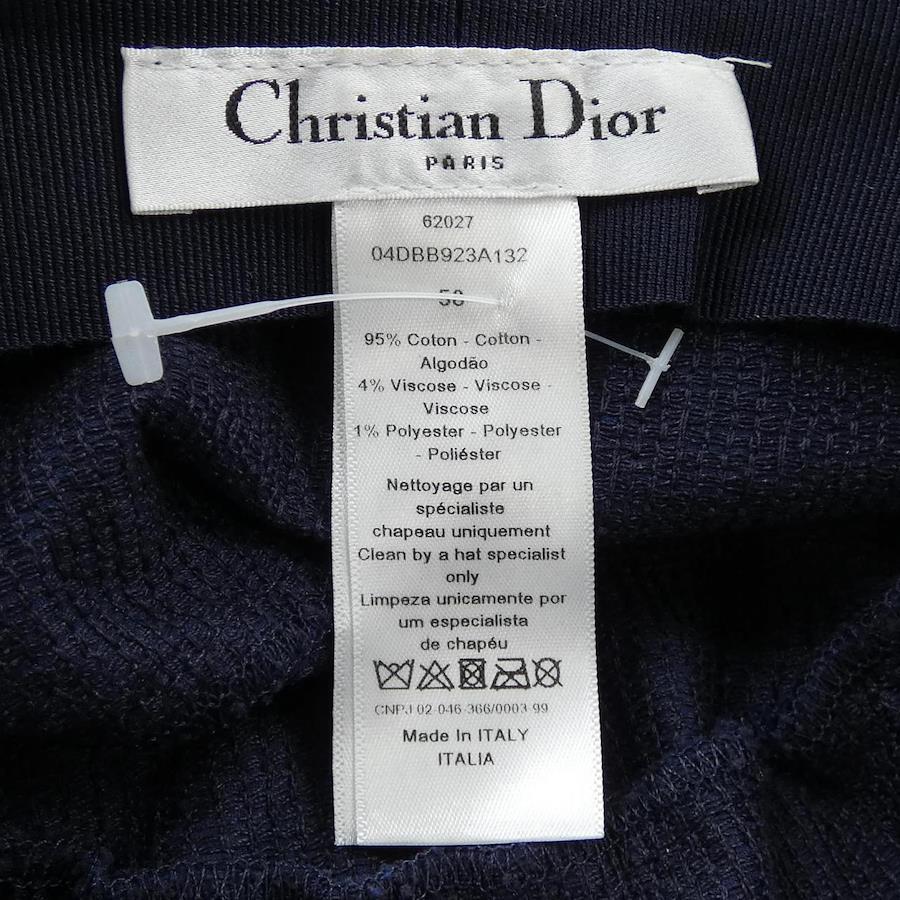 Christian Dior
PARIS
62027
04DBB923A132
95% Coton - Cotton -
Algodão
4% Viscose - Viscose -
Viscose
1% Polyester - Polyester
- Poliéster
Nettoyage par un
spécialiste
chapeau uniquement
Clean by a hat specialist
only
Limpeza unicamente por
um especialista
de chapéu
CNPJ 02-046-366/0003-99
Made In ITALY
ITALIA